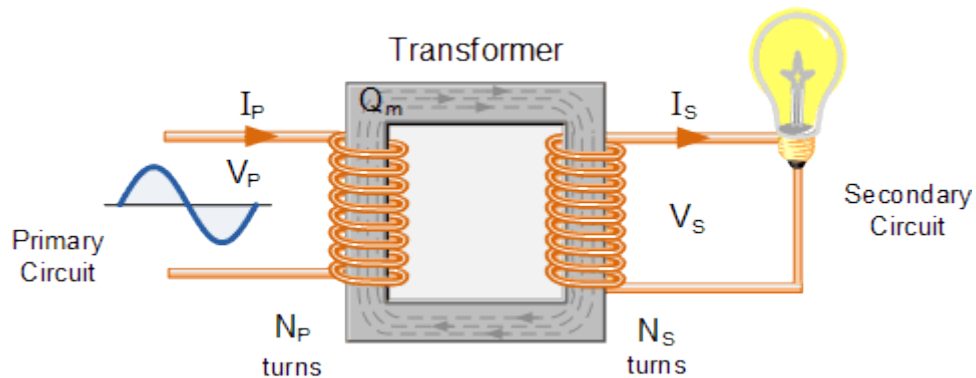 Transformer
Qm
IP
IS
VP
VS
Primary
Circuit
Secondary
Circuit
NP
turns
NS
turns